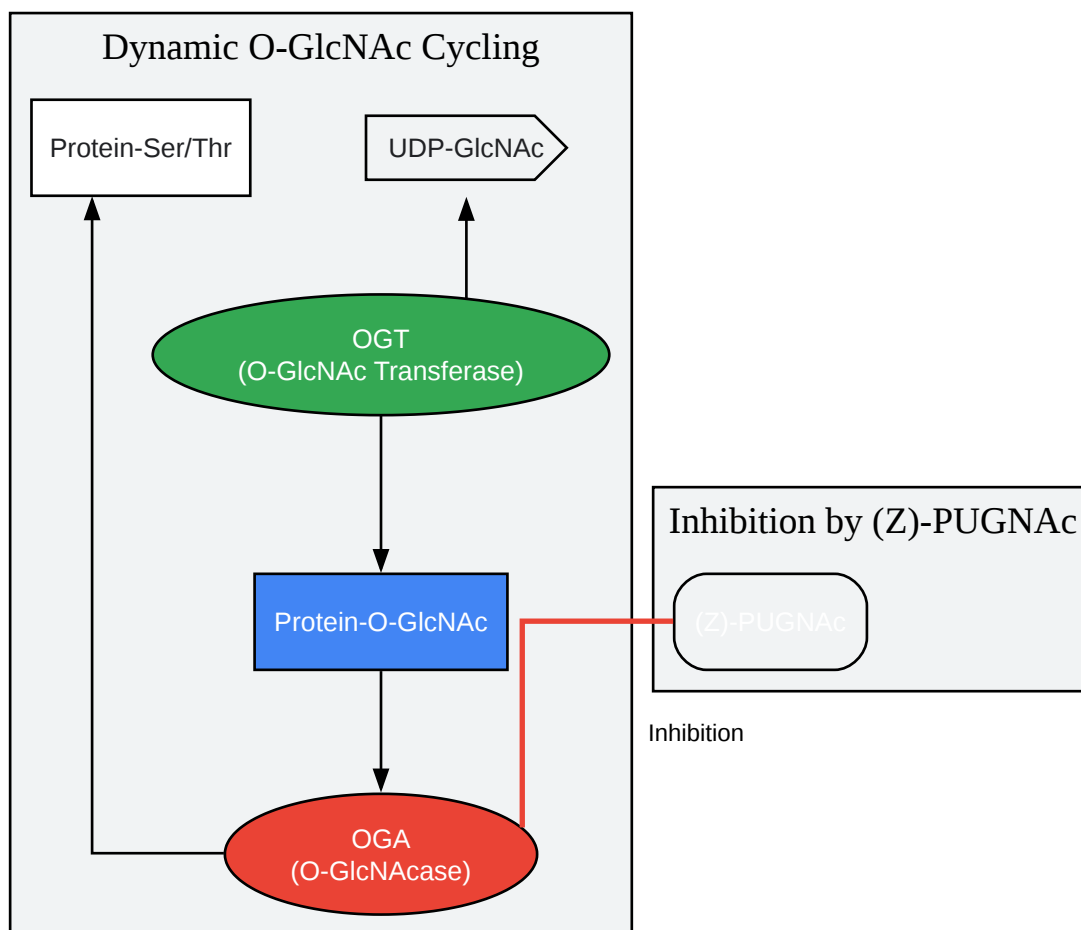 Dynamic O-GlcNAc Cycling
Protein-Ser/Thr
UDP-GlcNAc
OGT
(O-GlcNAc Transferase)
Inhibition by (Z)-PUGNAc
Protein-O-GlcNAc
(Z)-PUGNAc
Inhibition
OGA
(O-GlcNAcase)